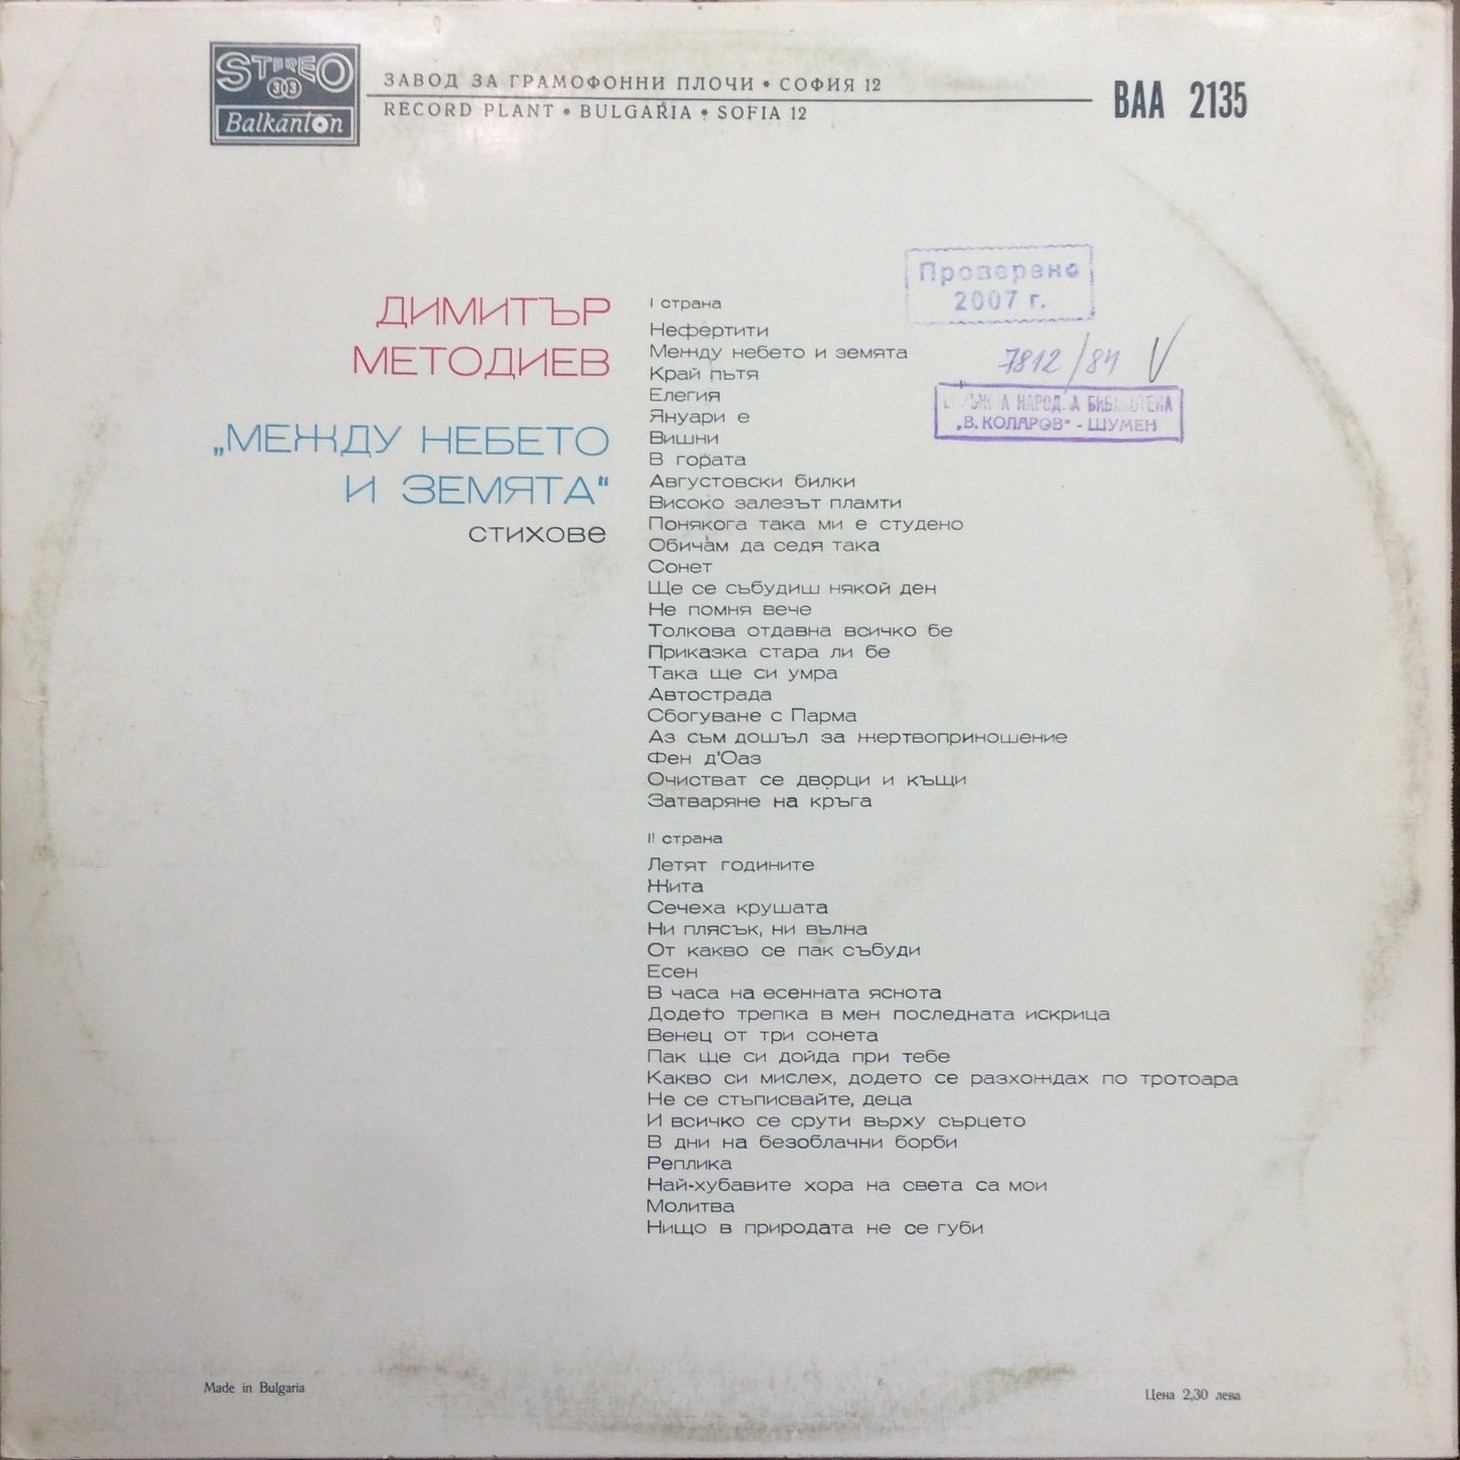 STEREO
33
Balkanton
ЗАВОД ЗА ГРАМОФОННИ ПЛОЧИ • СОФИЯ 12
RECORD PLANT • BULGARIA • SOFIA 12
ВАА 2135
Проверено
2007 г.
7812/84 V
НАРОДНА БИБЛИОТЕКА
„В. КОЛАРОВ" - ШУМЕН
ДИМИТЪР
МЕТОДИЕВ
„МЕЖДУ НЕБЕТО
И ЗЕМЯТА"
СТИХОВЕ
I страна
Нефертити
Между небето и земята
Край пътя
Елегия
Януари е
Вишни
В гората
Августовски билки
Високо залезът пламти
Понякога така ми е студено
Обичам да седя така
Сонет
Ще се събудиш някой ден
Не помня вече
Толкова отдавна всичко бе
Приказка стара ли бе
Така ще си умра
Автострада
Сбогуване с Парма
Аз съм дошъл за жертвоприношение
Фен д'Оаз
Очистват се дворци и къщи
Затваряне на кръга
II страна
Летят годините
Жита
Сечеха крушата
Ни плясък, ни вълна
От какво се пак събуди
Есен
В часа на есенната яснота
Додето трепка в мен последната искрица
Венец от три сонета
Пак ще си дойда при тебе
Какво си мислех, додето се разхождах по тротоара
Не се стъписвайте, деца
И всичко се срути върху сърцето
В дни на безоблачни борби
Реплика
Най-хубавите хора на света са мои
Молитва
Нищо в природата не се губи
Made in Bulgaria
Цена 2,30 лева